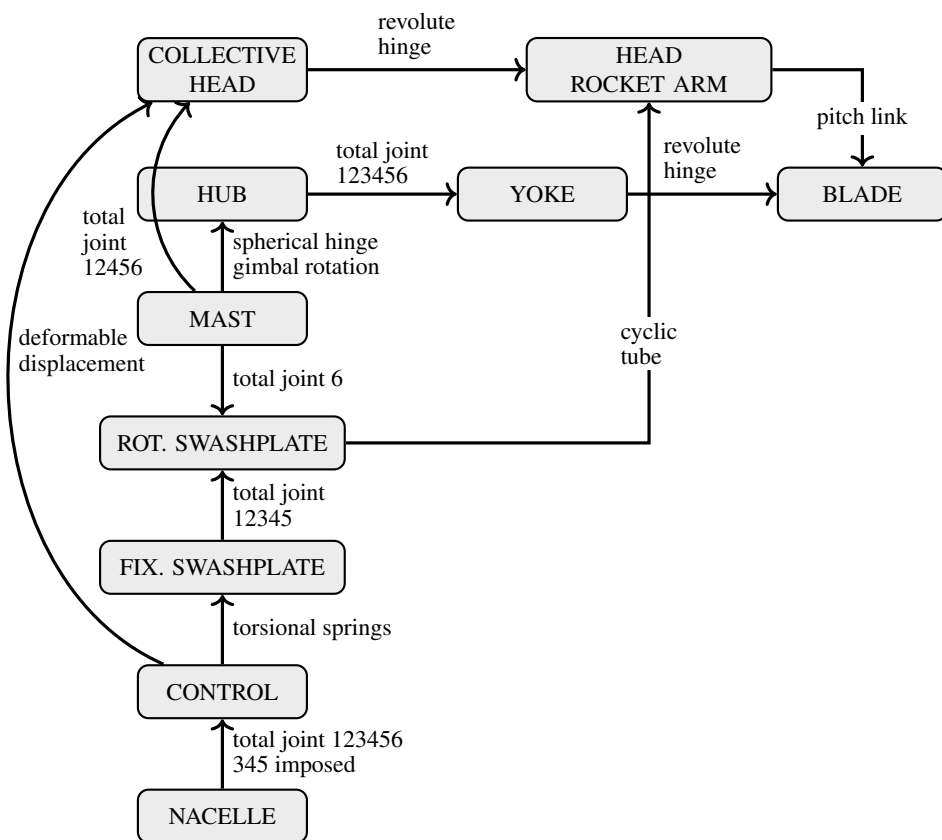 revolute
hinge
COLLECTIVE
HEAD
HEAD
ROCKET ARM
pitch link
total joint
123456
revolute
hinge
HUB
YOKE
BLADE
total
joint
12456
spherical hinge
gimbal rotation
MAST
deformable
displacement
cyclic
tube
total joint 6
ROT. SWASHPLATE
total joint
12345
FIX. SWASHPLATE
torsional springs
CONTROL
total joint 123456
345 imposed
NACELLE